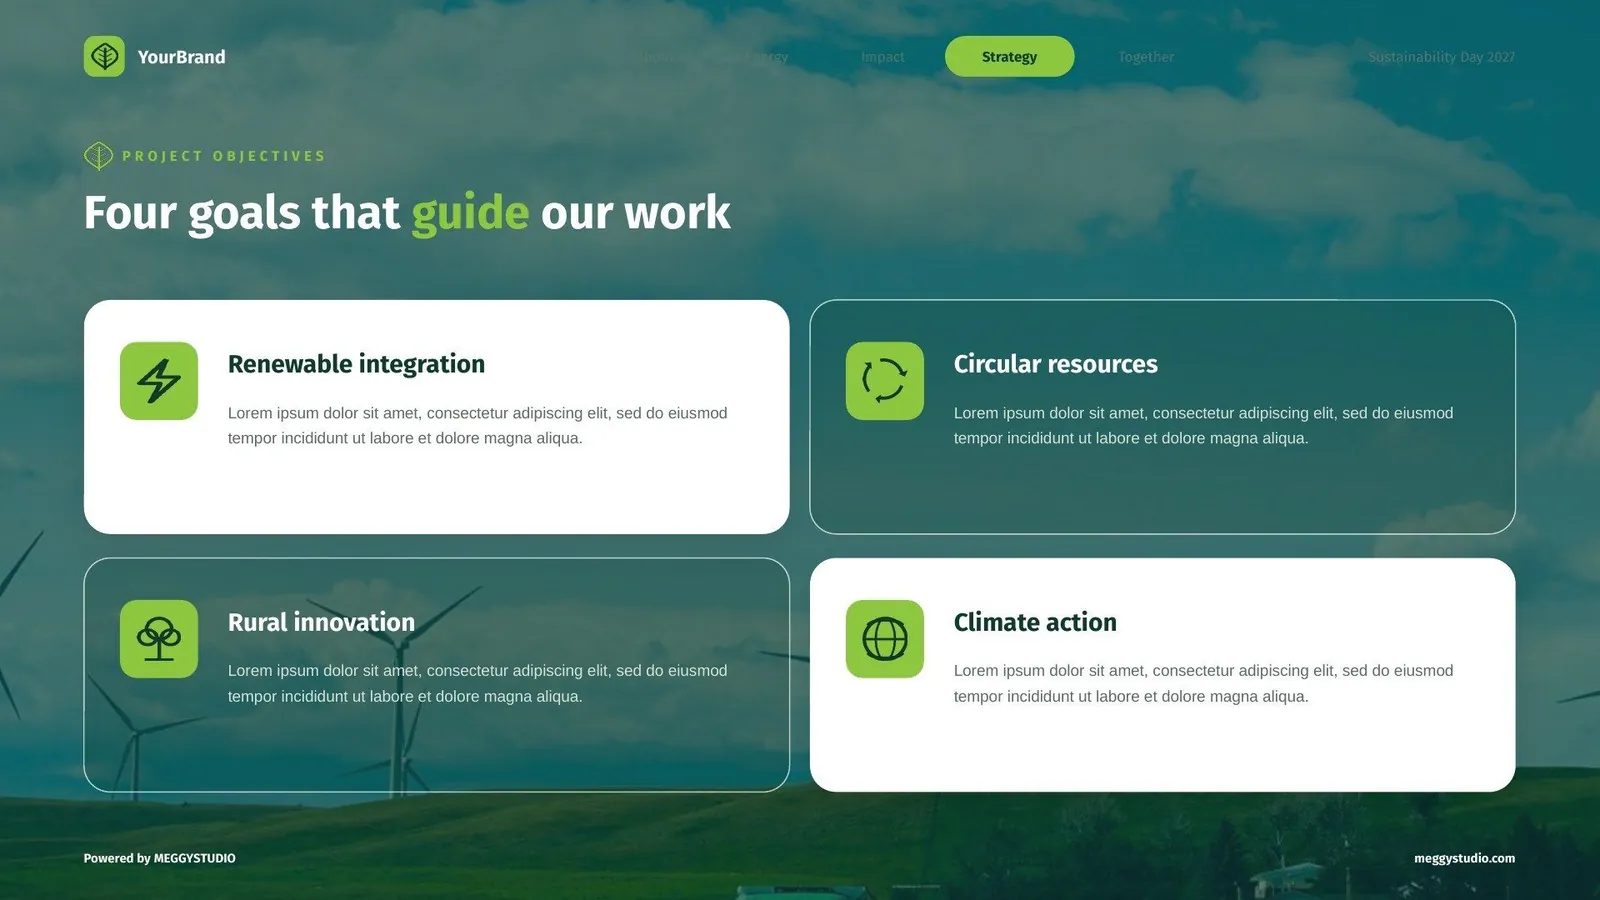 YourBrand
Energy
Impact
Strategy
Together
Sustainability Day 2027
PROJECT OBJECTIVES
Four goals that guide our work
Renewable integration
Lorem ipsum dolor sit amet, consectetur adipiscing elit, sed do eiusmod
tempor incididunt ut labore et dolore magna aliqua.
Circular resources
Lorem ipsum dolor sit amet, consectetur adipiscing elit, sed do eiusmod
tempor incididunt ut labore et dolore magna aliqua.
Rural innovation
Lorem ipsum dolor sit amet, consectetur adipiscing elit, sed do eiusmod
tempor incididunt ut labore et dolore magna aliqua.
Climate action
Lorem ipsum dolor sit amet, consectetur adipiscing elit, sed do eiusmod
tempor incididunt ut labore et dolore magna aliqua.
Powered by MEGGYSTUDIO
meggystudio.com